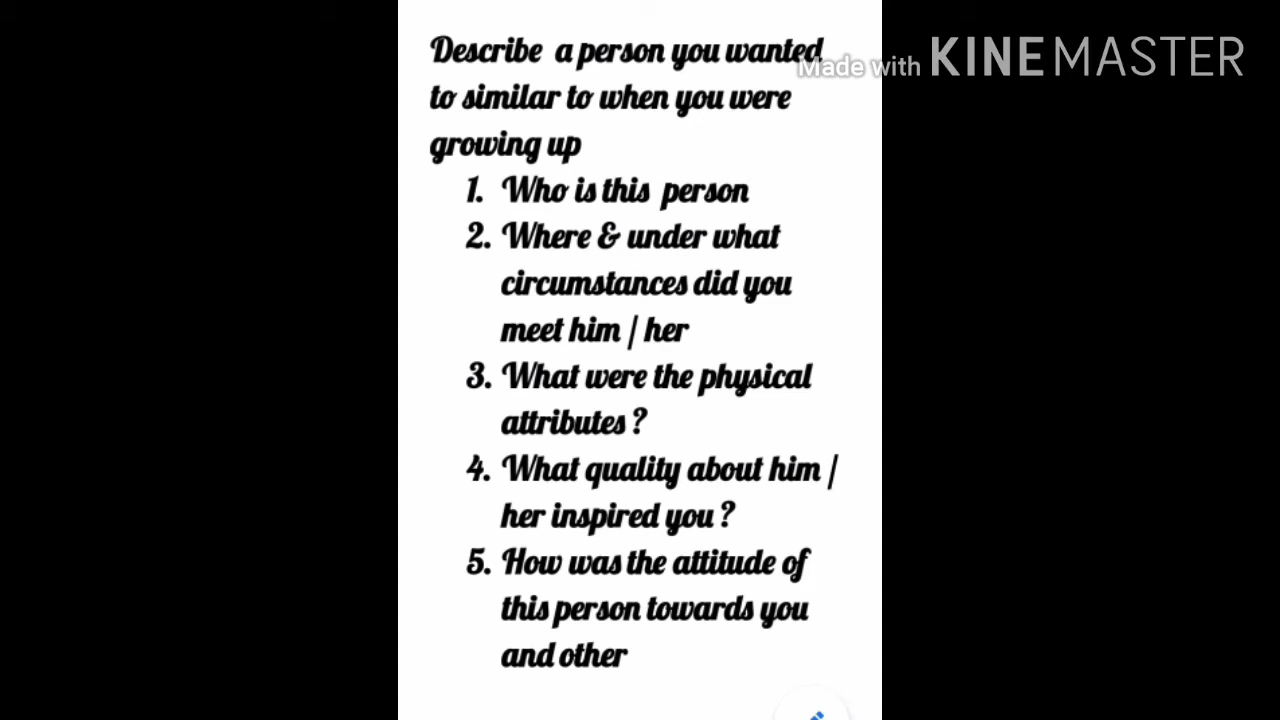 Describe a person you wanted
Made with KINEMASTER
to similar to when you were
growing up
1. Who is this person
2. Where & under what
circumstances did you
meet him / her
3. What were the physical
attributes ?
4. What quality about him /
her inspired you ?
5. How was the attitude of
this person towards you
and other